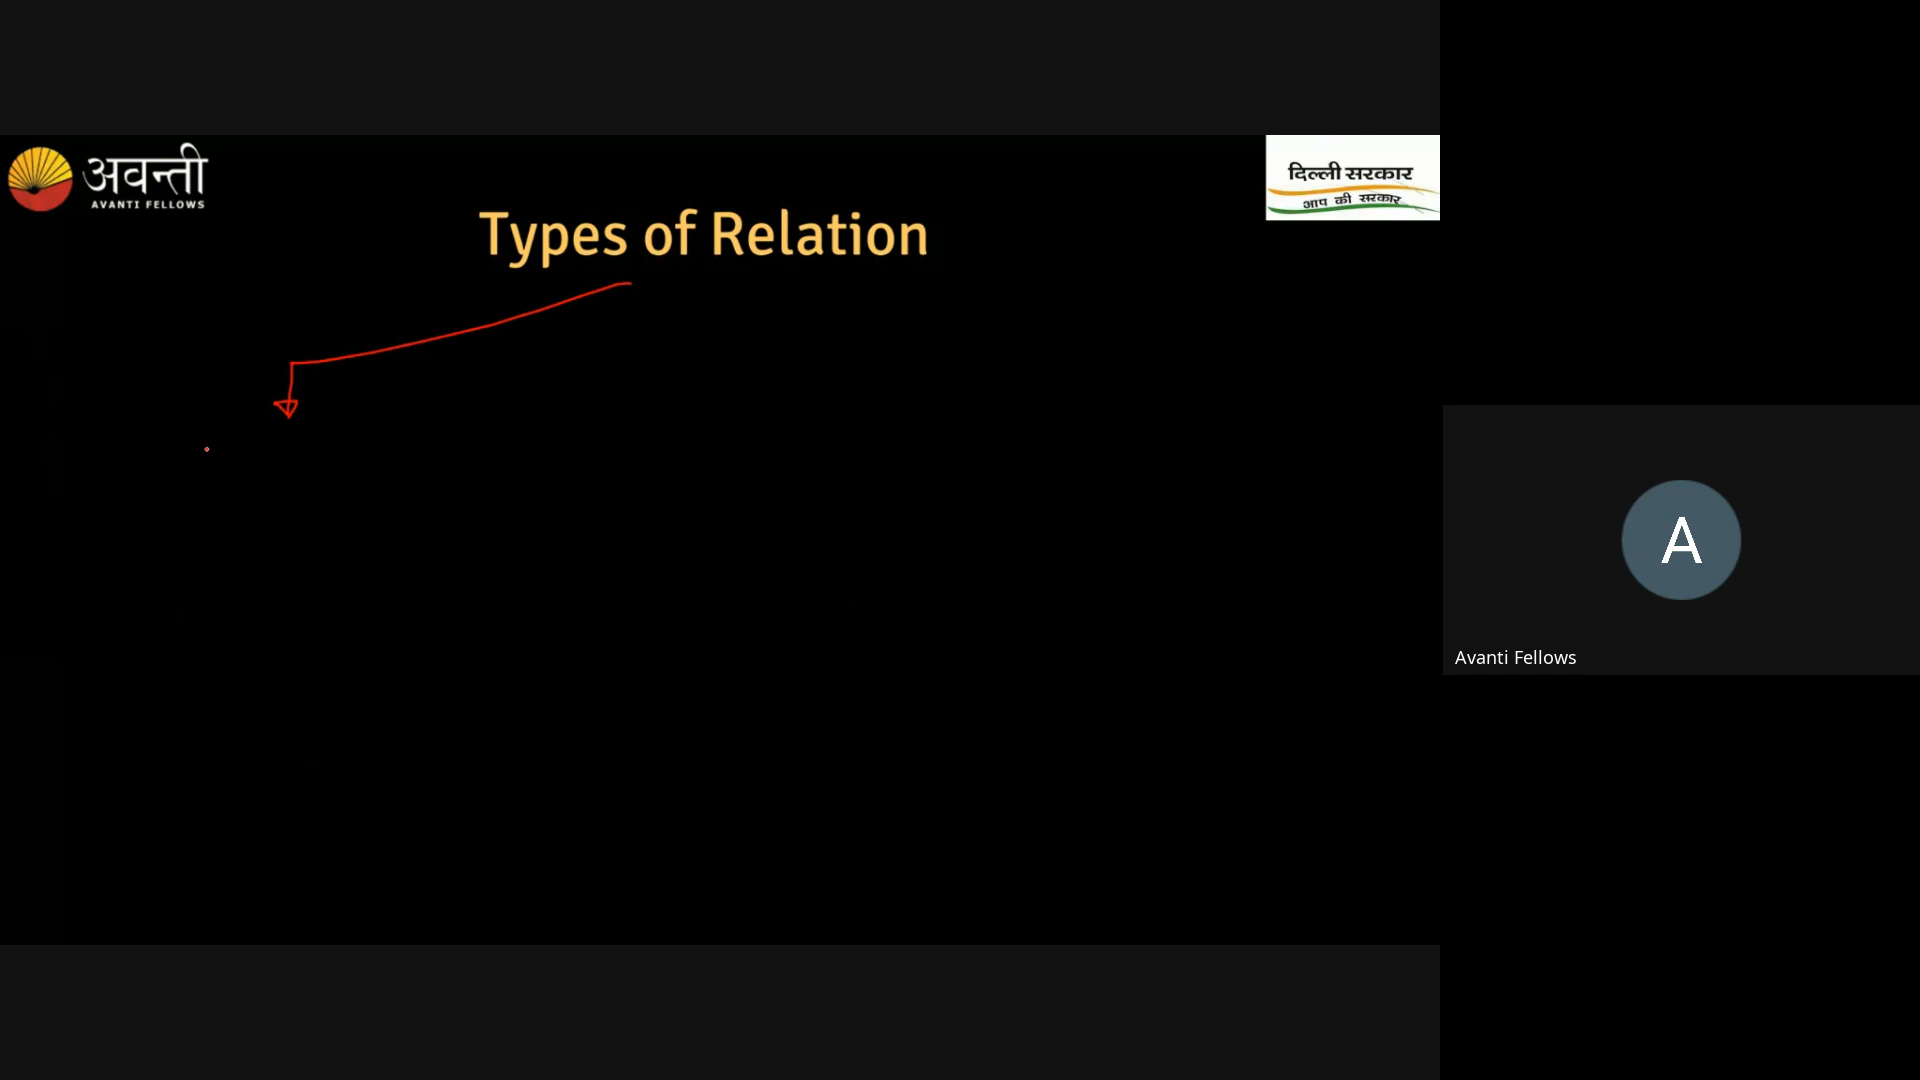 अवन्ती
AVANTI FELLOWS
दिल्ली सरकार
आप की सरकार
Types of Relation
A
Avanti Fellows